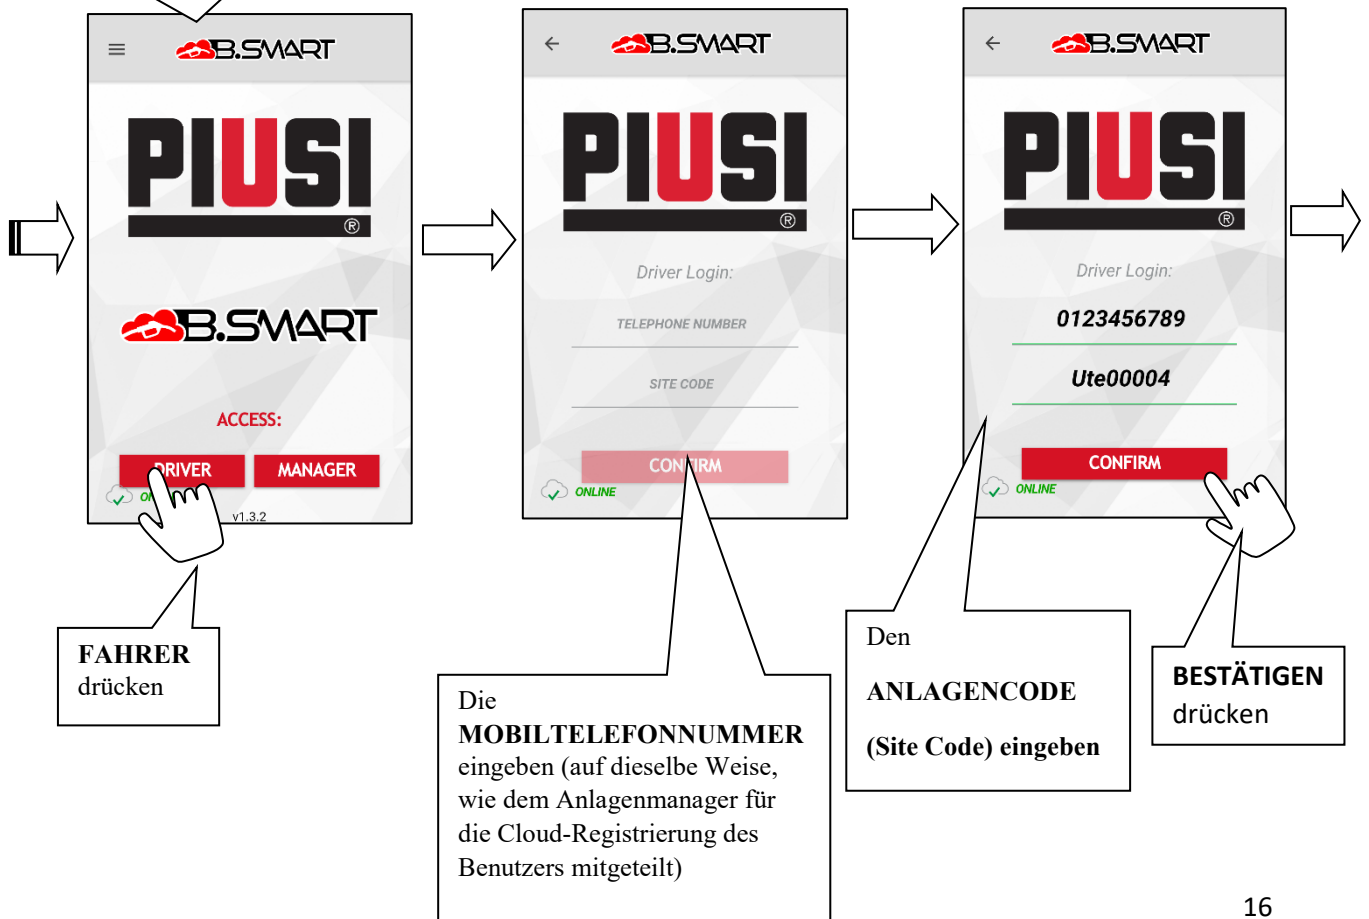 B.SMART
PIUSI
®
B.SMART
ACCESS:
DRIVER
MANAGER
v1.3.2
FAHRER
drücken
B.SMART
PIUSI
®
Driver Login:
TELEPHONE NUMBER
SITE CODE
CONFIRM
ONLINE
Die
MOBILTELEFONNUMMER
eingeben (auf dieselbe Weise,
wie dem Anlagenmanager für
die Cloud-Registrierung des
Benutzers mitgeteilt)
B.SMART
PIUSI
®
Driver Login:
0123456789
Ute00004
CONFIRM
ONLINE
Den
ANLAGENCODE
(Site Code) eingeben
BESTÄTIGEN
drücken
16